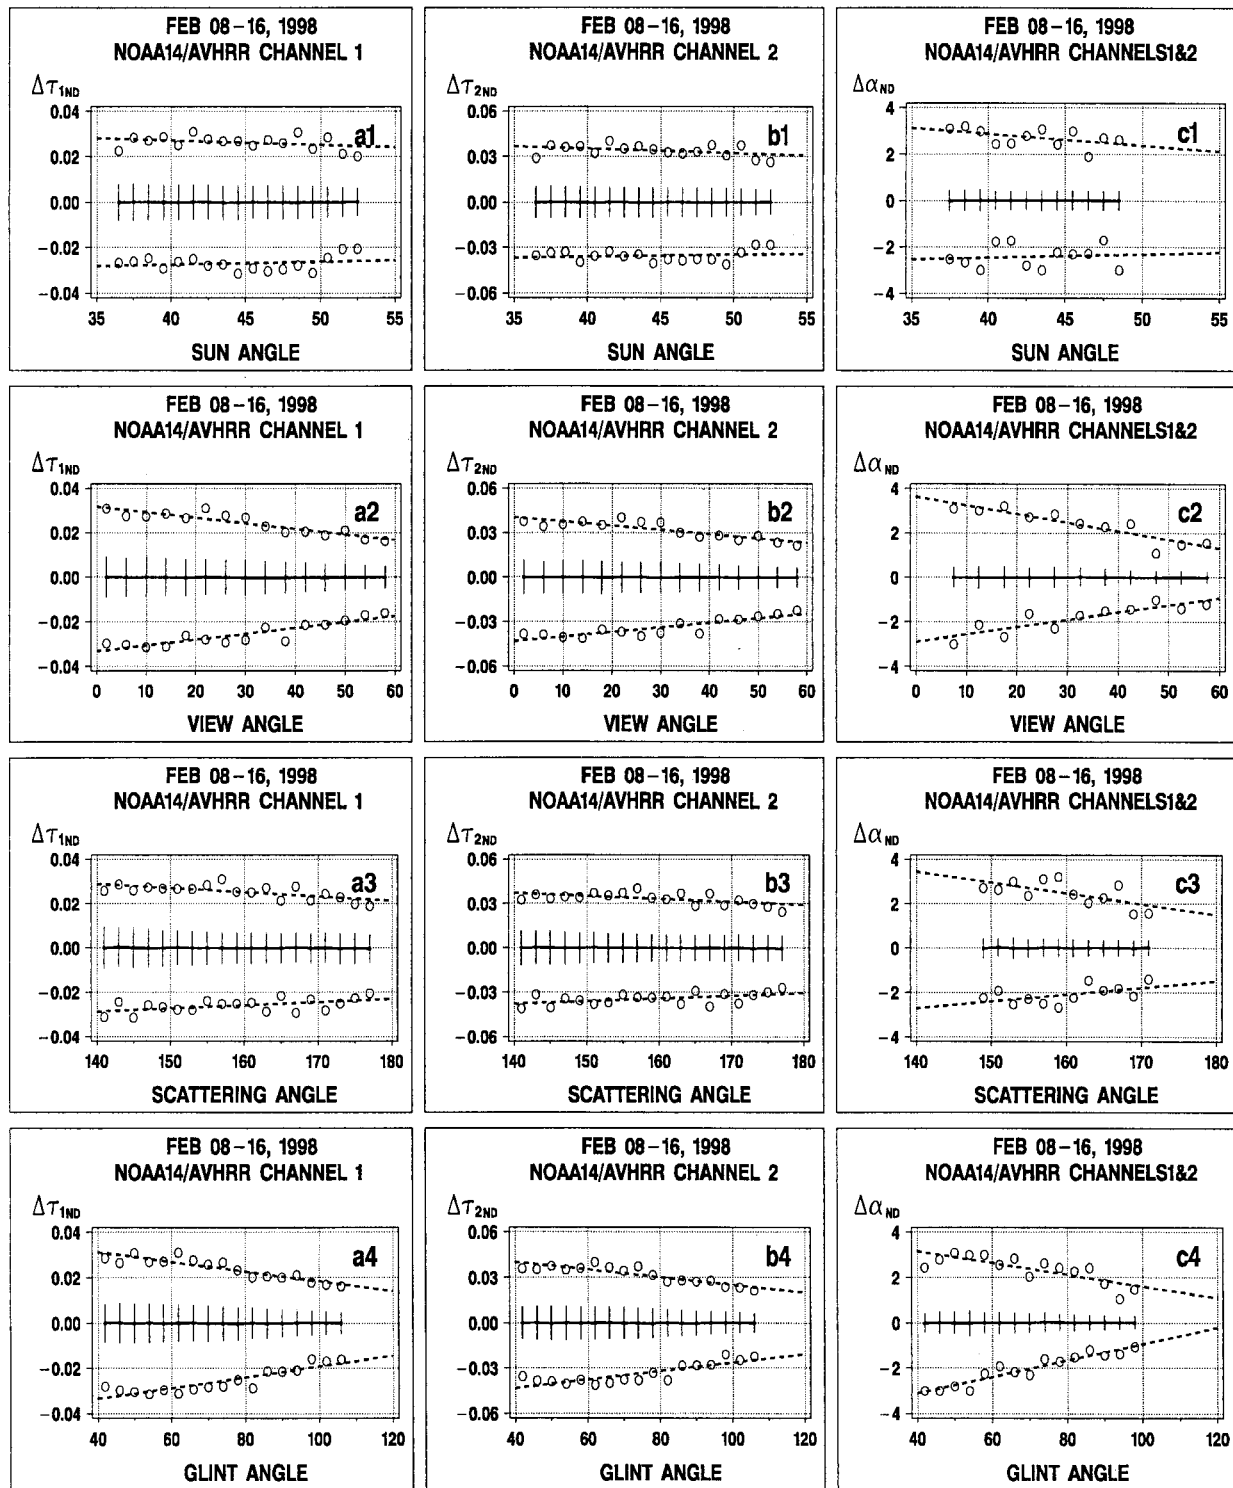 FEB 08-16, 1998
NOAA14/AVHRR CHANNEL 1
Δτ1ND
a1
0.04
0.02
0.00
-0.02
-0.04
35 40 45 50 55
SUN ANGLE
FEB 08-16, 1998
NOAA14/AVHRR CHANNEL 2
Δτ2ND
b1
0.06
0.03
0.00
-0.03
-0.06
35 40 45 50 55
SUN ANGLE
FEB 08-16, 1998
NOAA14/AVHRR CHANNELS1&2
ΔαND
c1
4
2
0
-2
-4
35 40 45 50 55
SUN ANGLE
FEB 08-16, 1998
NOAA14/AVHRR CHANNEL 1
Δτ1ND
a2
0.04
0.02
0.00
-0.02
-0.04
0 10 20 30 40 50 60
VIEW ANGLE
FEB 08-16, 1998
NOAA14/AVHRR CHANNEL 2
Δτ2ND
b2
0.06
0.03
0.00
-0.03
-0.06
0 10 20 30 40 50 60
VIEW ANGLE
FEB 08-16, 1998
NOAA14/AVHRR CHANNELS1&2
ΔαND
c2
4
2
0
-2
-4
0 10 20 30 40 50 60
VIEW ANGLE
FEB 08-16, 1998
NOAA14/AVHRR CHANNEL 1
Δτ1ND
a3
0.04
0.02
0.00
-0.02
-0.04
140 150 160 170 180
SCATTERING ANGLE
FEB 08-16, 1998
NOAA14/AVHRR CHANNEL 2
Δτ2ND
b3
0.06
0.03
0.00
-0.03
-0.06
140 150 160 170 180
SCATTERING ANGLE
FEB 08-16, 1998
NOAA14/AVHRR CHANNELS1&2
ΔαND
c3
4
2
0
-2
-4
140 150 160 170 180
SCATTERING ANGLE
FEB 08-16, 1998
NOAA14/AVHRR CHANNEL 1
Δτ1ND
a4
0.04
0.02
0.00
-0.02
-0.04
40 60 80 100 120
GLINT ANGLE
FEB 08-16, 1998
NOAA14/AVHRR CHANNEL 2
Δτ2ND
b4
0.06
0.03
0.00
-0.03
-0.06
40 60 80 100 120
GLINT ANGLE
FEB 08-16, 1998
NOAA14/AVHRR CHANNELS1&2
ΔαND
c4
4
2
0
-2
-4
40 60 80 100 120
GLINT ANGLE